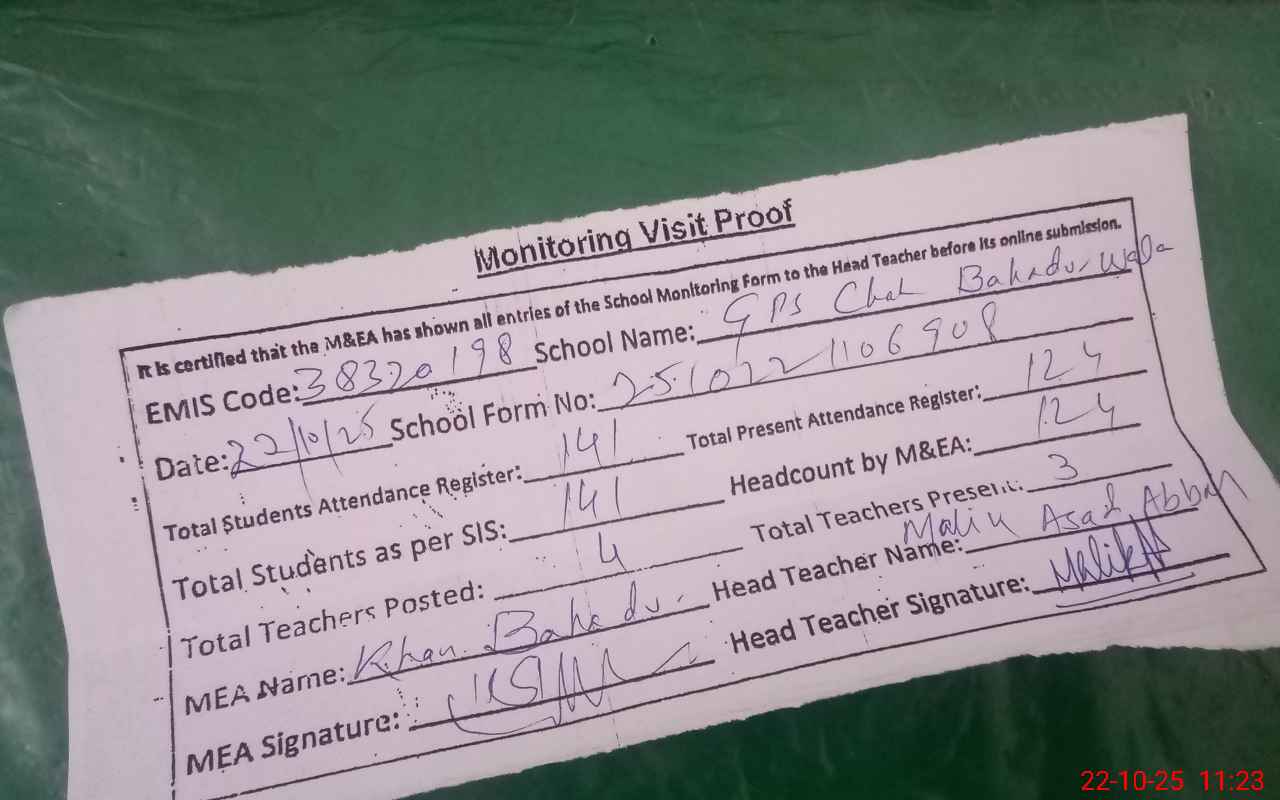 Monitoring Visit Proof
It is certified that the M&EA has shown all entries of the School Monitoring Form to the Head Teacher before its online submission.
EMIS Code: 38320198 School Name: GPS Chak Bahadur Wala
Date: 22/10/25 School Form No: 251022-1106908
Total Students Attendance Register: 141 Total Present Attendance Register: 124
Total Students as per SIS: 141 Headcount by M&EA: 124
Total Teachers Posted: 4 Total Teachers Present: 3
MEA Name: Khan Bahadur Head Teacher Name: Malik Asad Abbas
MEA Signature: Head Teacher Signature: MalikA
22-10-25 11:23